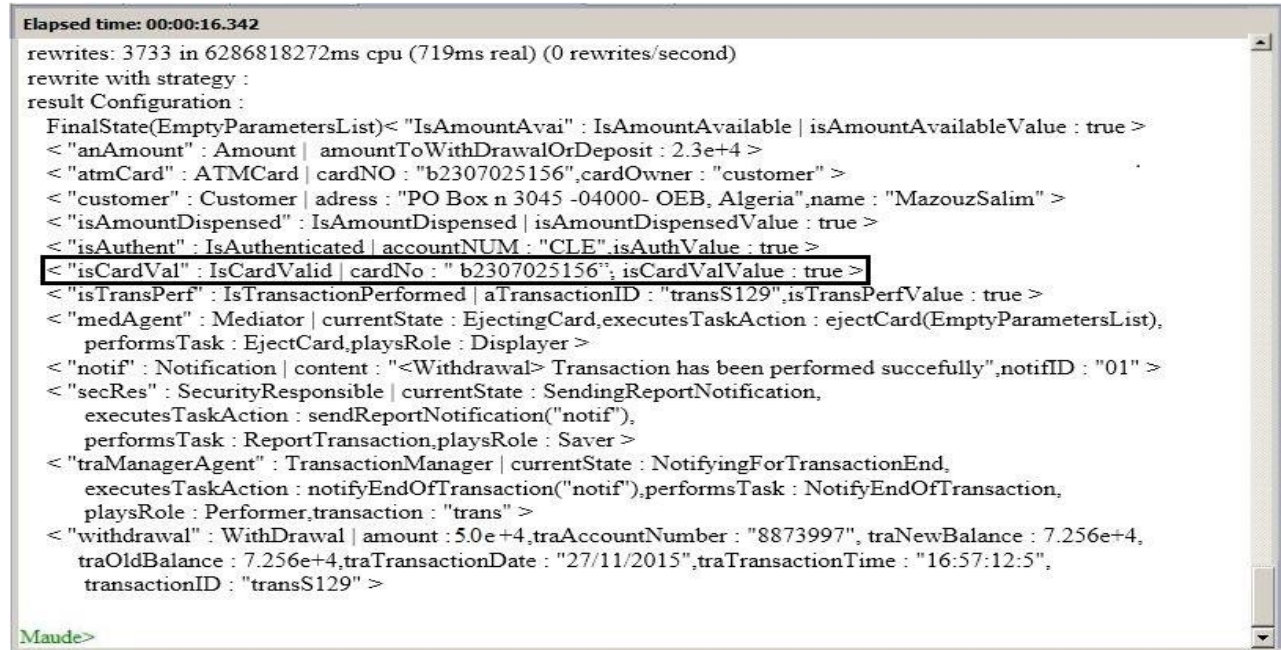 Elapsed time: 00:00:16.342
rewrites: 3733 in 6286818272ms cpu (719ms real) (0 rewrites/second)
rewrite with strategy :
result Configuration :
FinalState(EmptyParametersList)< "IsAmountAvai" : IsAmountAvailable | isAmountAvailableValue : true >
< "anAmount" : Amount | amountToWithDrawalOrDeposit : 2.3e+4 >
< "atmCard" : ATMCard | cardNO : "b2307025156",cardOwner : "customer" >
< "customer" : Customer | adress : "PO Box n 3045 -04000- OEB, Algeria",name : "MazouzSalim" >
< "isAmountDispensed" : IsAmountDispensed | isAmountDispensedValue : true >
< "isAuthent" : IsAuthenticated | accountNUM : "CLE",isAuthValue : true >
< "isCardVal" : IsCardValid | cardNo : " b2307025156”, isCardValValue : true >
< "isTransPerf" : IsTransactionPerformed | aTransactionID : "transS129",isTransPerfValue : true >
< "medAgent" : Mediator | currentState : EjectingCard,executesTaskAction : ejectCard(EmptyParametersList),
performsTask : EjectCard,playsRole : Displayer >
< "notif" : Notification | content : "<Withdrawal> Transaction has been performed succefully",notifID : "01" >
< "secRes" : SecurityResponsible | currentState : SendingReportNotification,
executesTaskAction : sendReportNotification("notif"),
performsTask : ReportTransaction,playsRole : Saver >
< "traManagerAgent" : TransactionManager | currentState : NotifyingForTransactionEnd,
executesTaskAction : notifyEndOfTransaction("notif"),performsTask : NotifyEndOfTransaction,
playsRole : Performer,transaction : "trans" >
< "withdrawal" : WithDrawal | amount :5.0e+4,traAccountNumber : "8873997", traNewBalance : 7.256e+4,
traOldBalance : 7.256e+4,traTransactionDate : "27/11/2015",traTransactionTime : "16:57:12:5",
transactionID : "transS129" >
Maude>